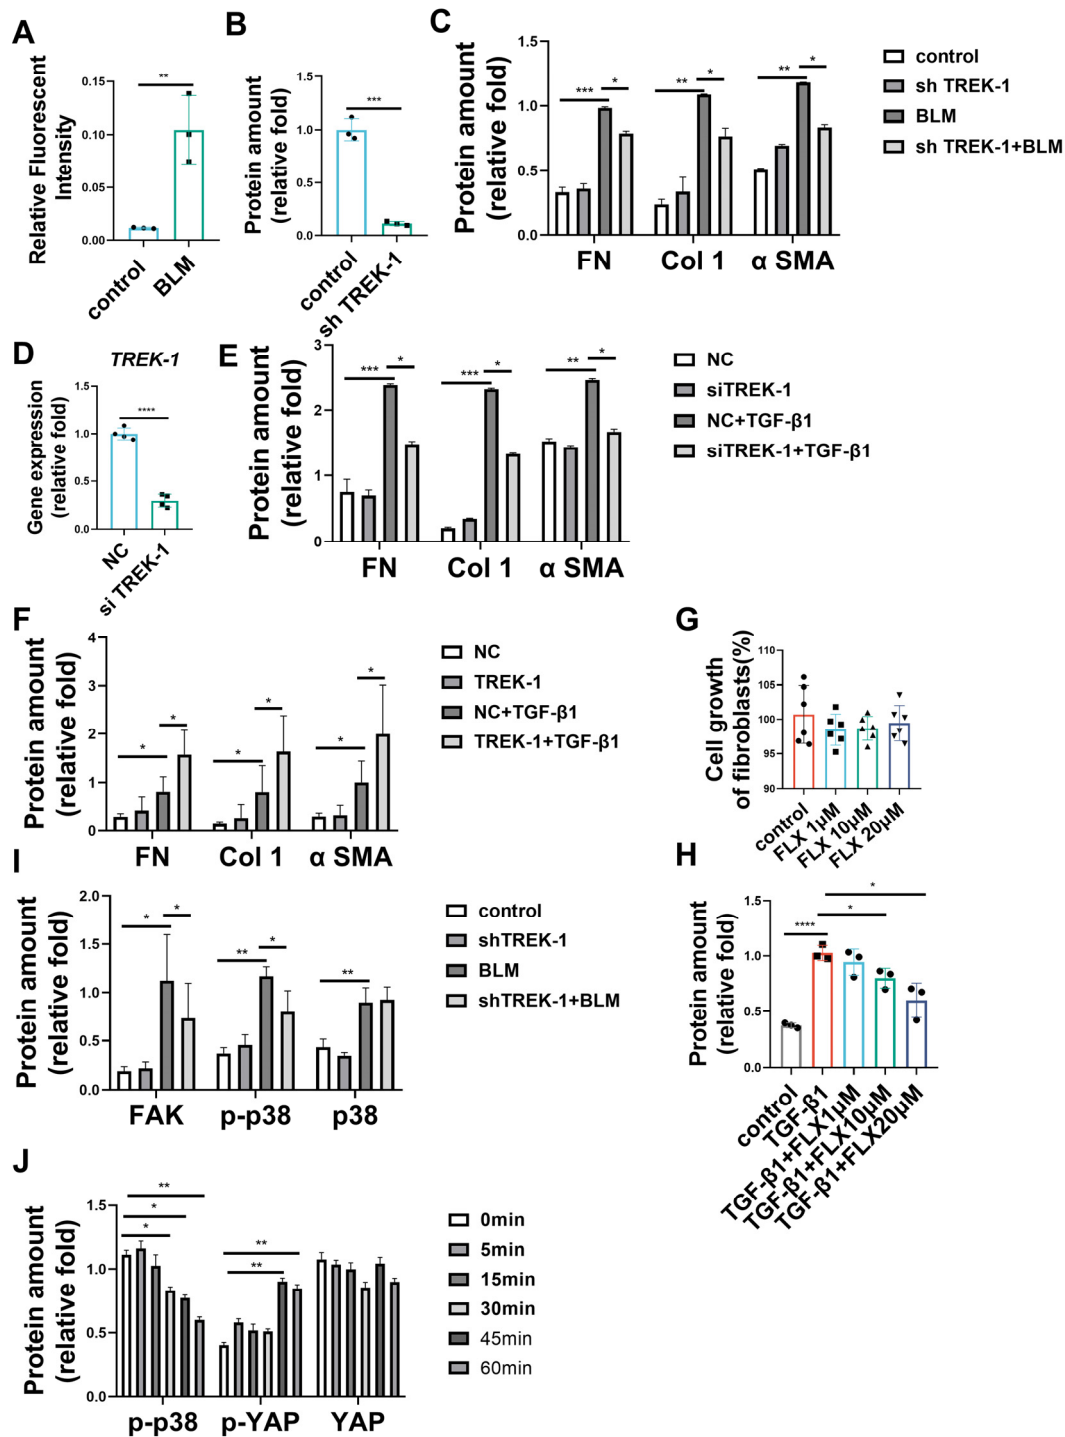 A
Relative Fluorescent
Intensity
0.15
0.10
0.05
0.00
**
control
BLM
B
Protein amount
(relative fold)
1.5
1.0
0.5
0.0
***
control
sh TREK-1
C
Protein amount
(relative fold)
1.5
1.0
0.5
0.0
***
*
**
*
**
*
FN
Col 1
α SMA
control
sh TREK-1
BLM
sh TREK-1+BLM
D
TREK-1
Gene expression
(relative fold)
1.5
1.0
0.5
0.0
****
NC
si TREK-1
E
Protein amount
(relative fold)
3
2
1
0
***
*
***
*
**
*
FN
Col 1
α SMA
NC
siTREK-1
NC+TGF-β1
siTREK-1+TGF-β1
F
Protein amount
(relative fold)
4
3
2
1
0
*
*
*
*
*
*
FN
Col 1
α SMA
NC
TREK-1
NC+TGF-β1
TREK-1+TGF-β1
G
Cell growth
of fibroblasts(%)
110
105
100
95
90
control
FLX 1μM
FLX 10μM
FLX 20μM
H
Protein amount
(relative fold)
1.5
1.0
0.5
0.0
****
*
*
control
TGF-β1
TGF-β1+FLX1μM
TGF-β1+FLX10μM
TGF-β1+FLX20μM
I
Protein amount
(relative fold)
2.0
1.5
1.0
0.5
0.0
*
*
**
*
**
FAK
p-p38
p38
control
shTREK-1
BLM
shTREK-1+BLM
J
Protein amount
(relative fold)
1.5
1.0
0.5
0.0
**
*
*
**
**
p-p38
p-YAP
YAP
0min
5min
15min
30min
45min
60min